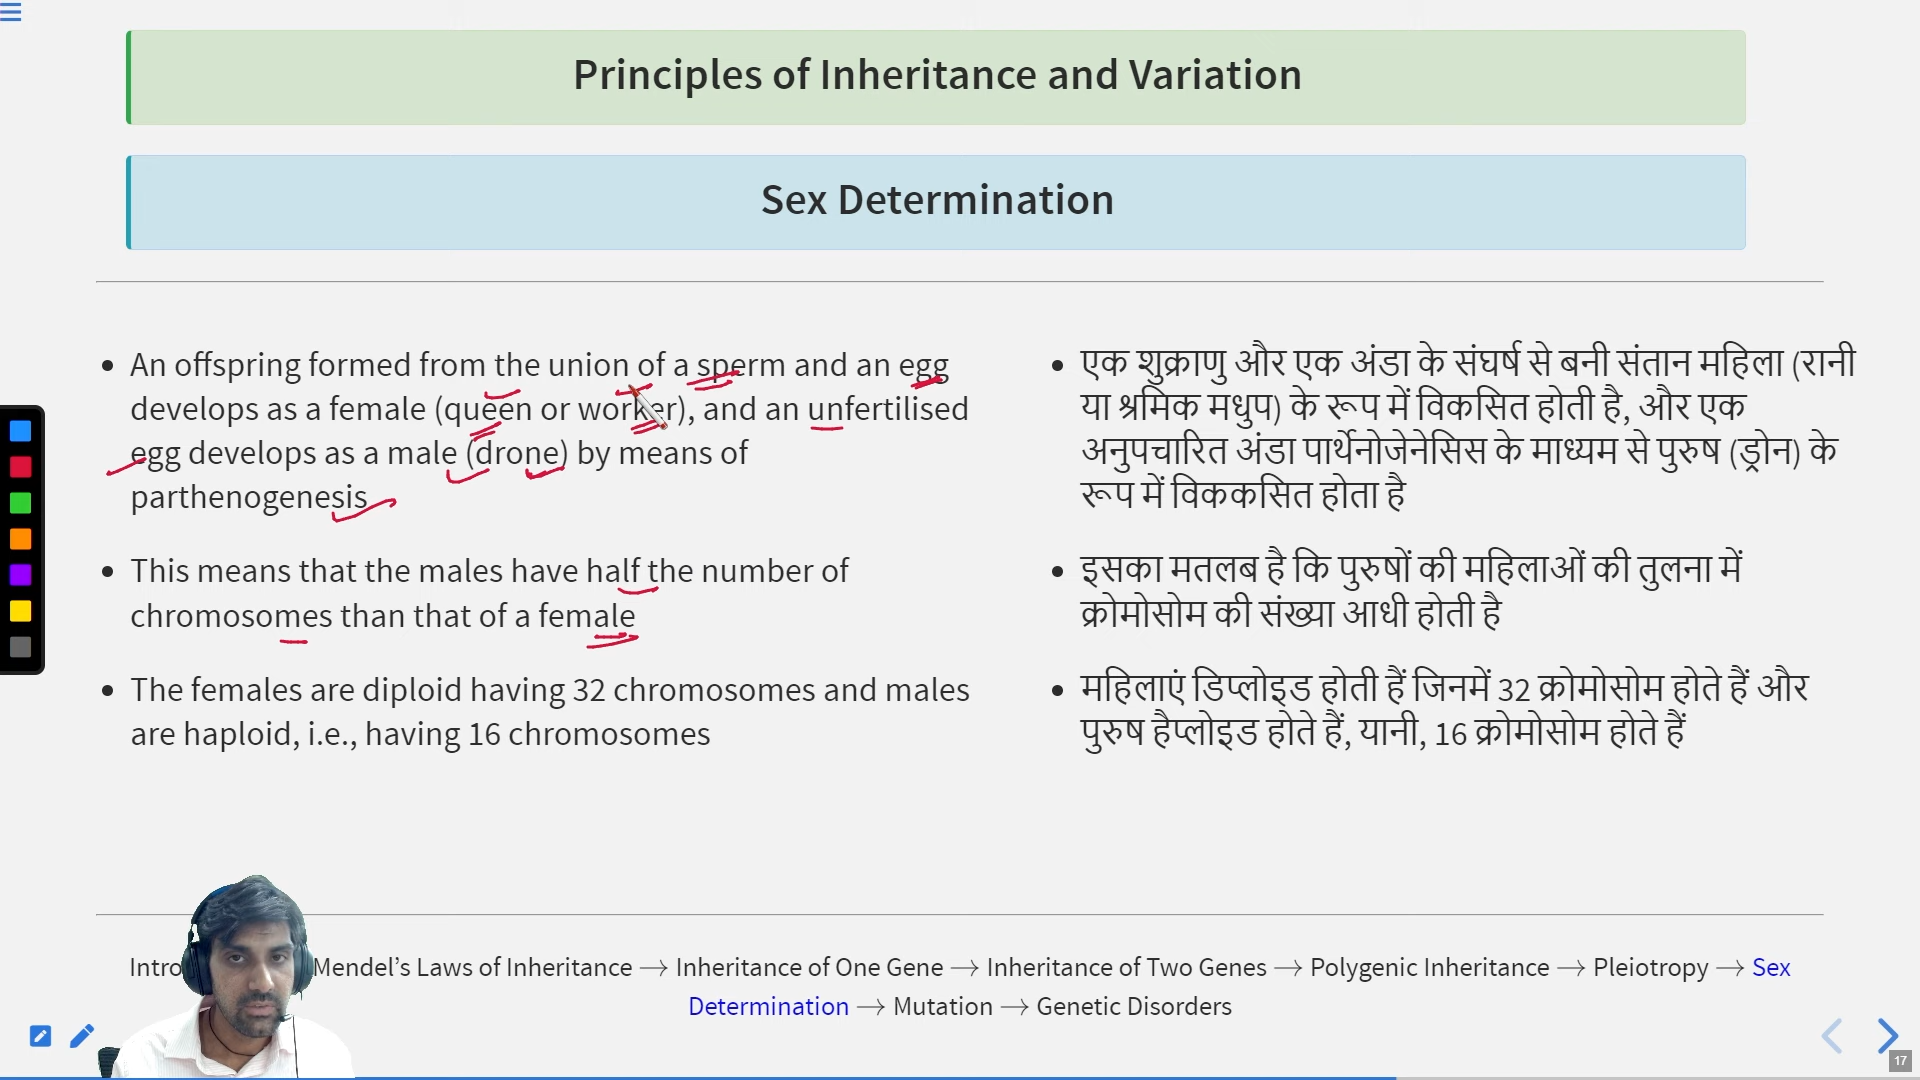 Principles of Inheritance and Variation
Sex Determination
An offspring formed from the union of a sperm and an egg
develops as a female (queen or worker), and an unfertilised
egg develops as a male (drone) by means of
parthenogenesis
This means that the males have half the number of
chromosomes than that of a female
The females are diploid having 32 chromosomes and males
are haploid, i.e., having 16 chromosomes
एक शुक्राणु और एक अंडा के संघर्ष से बनी संतान महिला (रानी
या श्रमिक मधुप) के रूप में विकसित होती है, और एक
अनुपचारित अंडा पार्थेनोजेनेसिस के माध्यम से पुरुष (ड्रोन) के
रूप में विककसित होता है
इसका मतलब है कि पुरुषों की महिलाओं की तुलना में
क्रोमोसोम की संख्या आधी होती है
महिलाएं डिप्लोइड होती हैं जिनमें 32 क्रोमोसोम होते हैं और
पुरुष हैप्लोइड होते हैं, यानी, 16 क्रोमोसोम होते हैं
Intro Mendel’s Laws of Inheritance → Inheritance of One Gene → Inheritance of Two Genes → Polygenic Inheritance → Pleiotropy → Sex
Determination → Mutation → Genetic Disorders
17